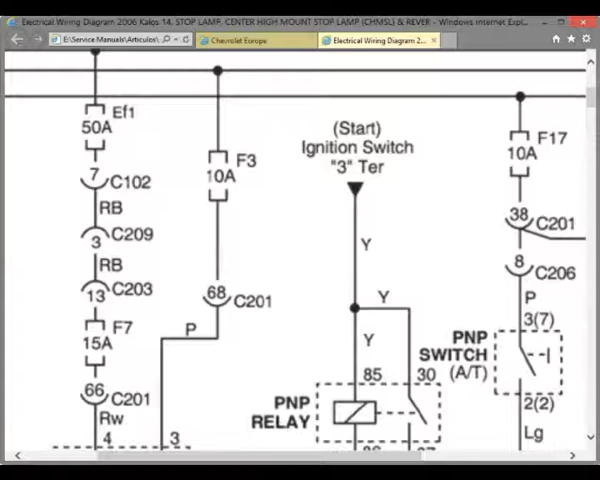 Electrical Wiring Diagram 2006 Kalos 14, STOP LAMP, CENTER HIGH MOUNT STOP LAMP (CHMSL) & REVER - Windows Internet Expl...
E:\Service Manuals\Articulos\
Chevrolet Europe
Electrical Wiring Diagram 2...
Ef1
50A
7 C102
RB
3 C209
RB
13 C203
F7
15A
66 C201
Rw
4
F3
10A
68 C201
P
3
(Start)
Ignition Switch
"3" Ter
Y
Y
Y
85 30
PNP
RELAY
F17
10A
38 C201
8 C206
P
3(7)
PNP
SWITCH
(A/T)
2(2)
Lg